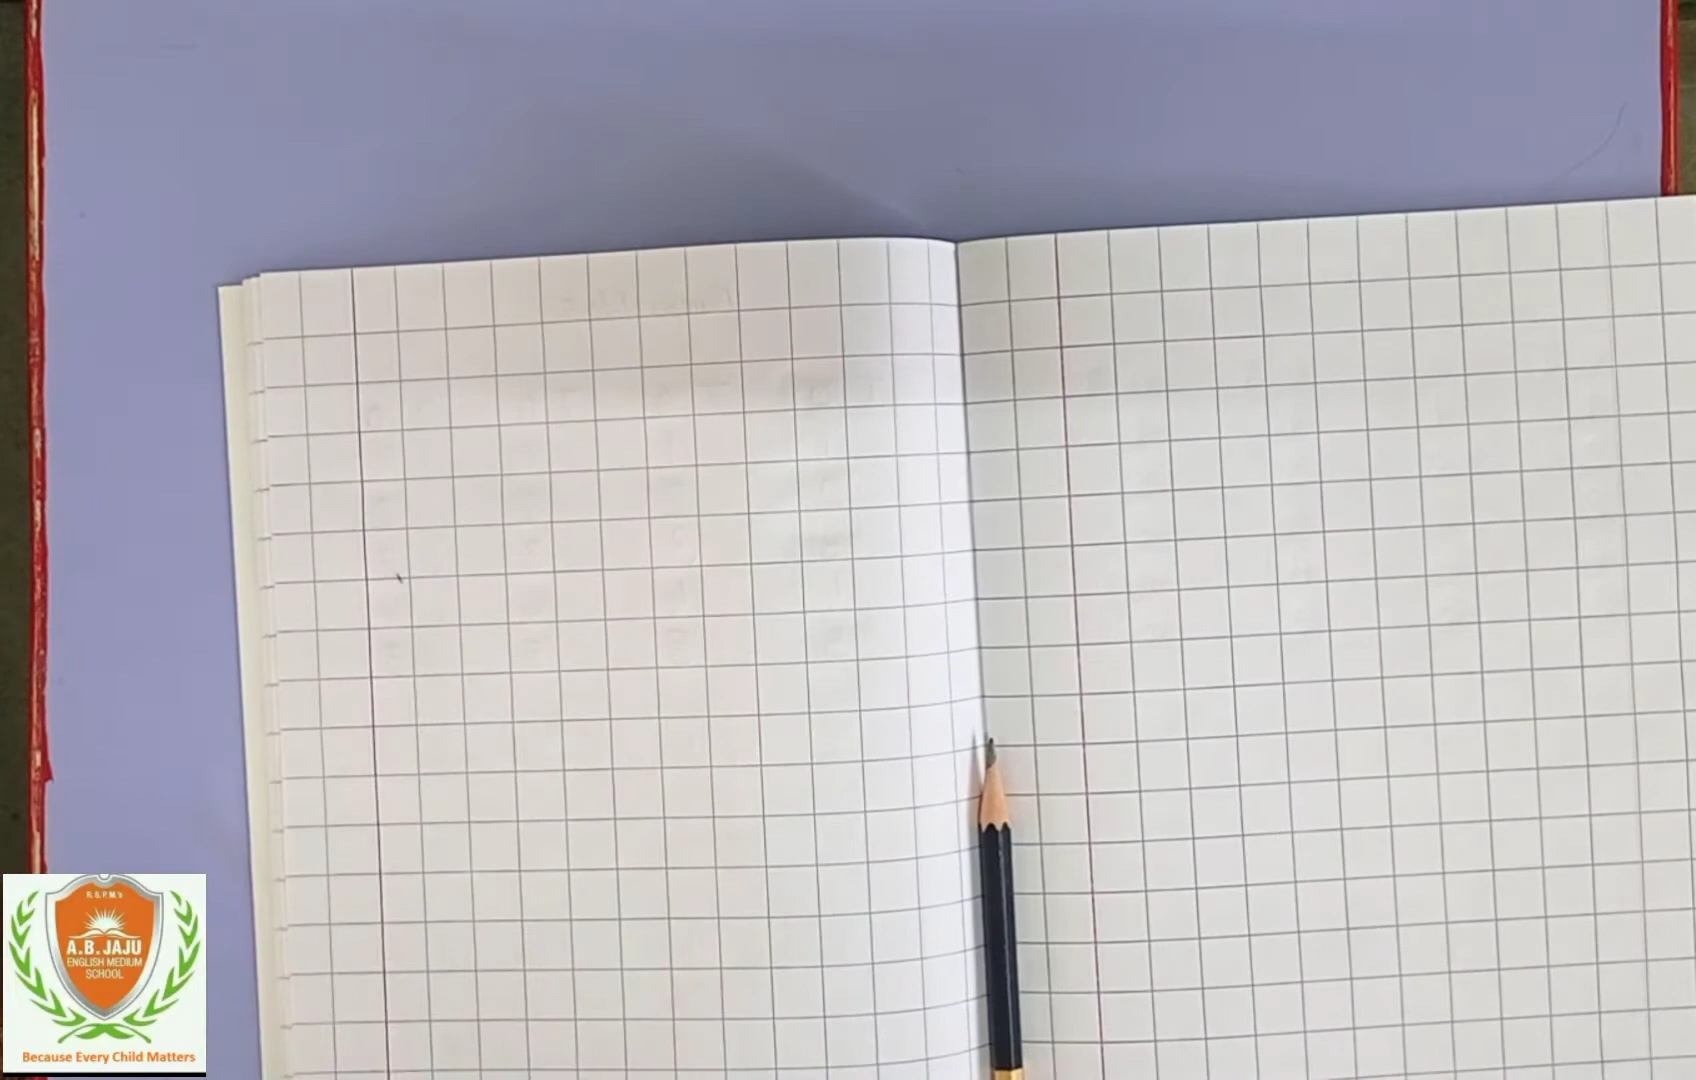 R.S.P.M.'s
A.B. JAJU
ENGLISH MEDIUM
SCHOOL
Because Every Child Matters